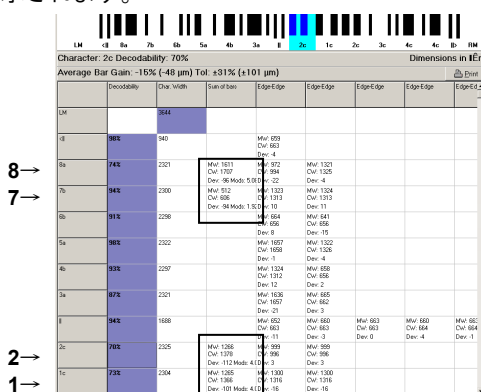 示されます。
LM ◁|| 8a 7b 6b 5a 4b 3a || 2c 1c 2c 3c 4c 4c ||▷ RM
Character: 2c Decodability: 70% Dimensions in
Average Bar Gain: -15% (-48 µm) Tol: ±31% (±101 µm) Print
Decodability Char. Width Sum of bars Edge-Edge Edge-Edge Edge-Edge Edge-Edge Edge-Ed
LM 3644
◁|| 98% 940 MW: 659
CW: 663
Dev: -4
8→ 8a 74% 2321 MW: 1611 MW: 972 MW: 1321
CW: 1707 CW: 994 CW: 1325
Dev: -96 Mods: 5.0 Dev: -22 Dev: -4
7→ 7b 94% 2300 MW: 512 MW: 1323 MW: 1324
CW: 606 CW: 1313 CW: 1313
Dev: -94 Mods: 1.9 Dev: 10 Dev: 11
6b 91% 2298 MW: 664 MW: 641
CW: 656 CW: 656
Dev: 8 Dev: -15
5a 98% 2322 MW: 1657 MW: 1322
CW: 1658 CW: 1326
Dev: -1 Dev: -4
4b 93% 2297 MW: 1324 MW: 658
CW: 1312 CW: 656
Dev: 12 Dev: 2
3a 87% 2321 MW: 1636 MW: 665
CW: 1657 CW: 662
Dev: -21 Dev: 3
|| 94% 1688 MW: 652 MW: 660 MW: 663 MW: 660 MW: 663
CW: 663 CW: 663 CW: 663 CW: 664 CW: 664
Dev: -11 Dev: -3 Dev: 0 Dev: -4 Dev: -1
2→ 2c 70% 2325 MW: 1266 MW: 999 MW: 999
CW: 1378 CW: 996 CW: 996
Dev: -112 Mods: 4.0 Dev: 3 Dev: 3
1→ 1c 73% 2304 MW: 1265 MW: 1300 MW: 1300
CW: 1366 CW: 1316 CW: 1316
Dev: -101 Mods: 4.0 Dev: -16 Dev: -16